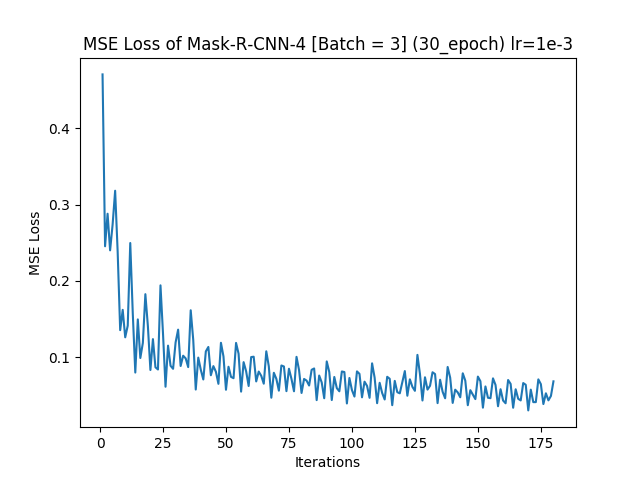 MSE Loss of Mask-R-CNN-4 [Batch = 3] (30_epoch) lr=1e-3
0.4
0.3
0.2
0.1
MSE Loss
0 25 50 75 100 125 150 175
Iterations